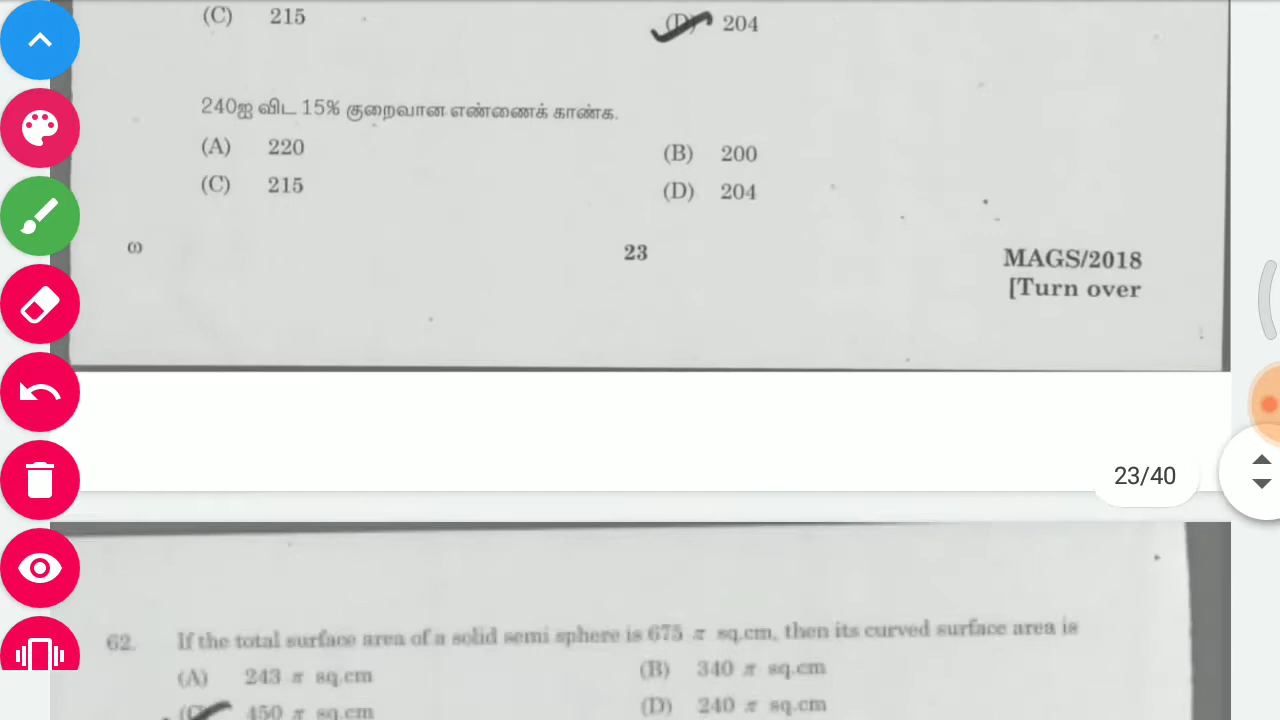 (C) 215 (D) 204
240ஐ விட 15% குறைவான எண்ணைக் காண்க.
(A) 220 (B) 200
(C) 215 (D) 204
23 MAGS/2018
[Turn over
23/40
62. If the total surface area of a solid semi sphere is 675 π sq.cm, then its curved surface area is
(A) 243 π sq.cm (B) 340 π sq.cm
(C) 450 π sq.cm (D) 240 π sq.cm